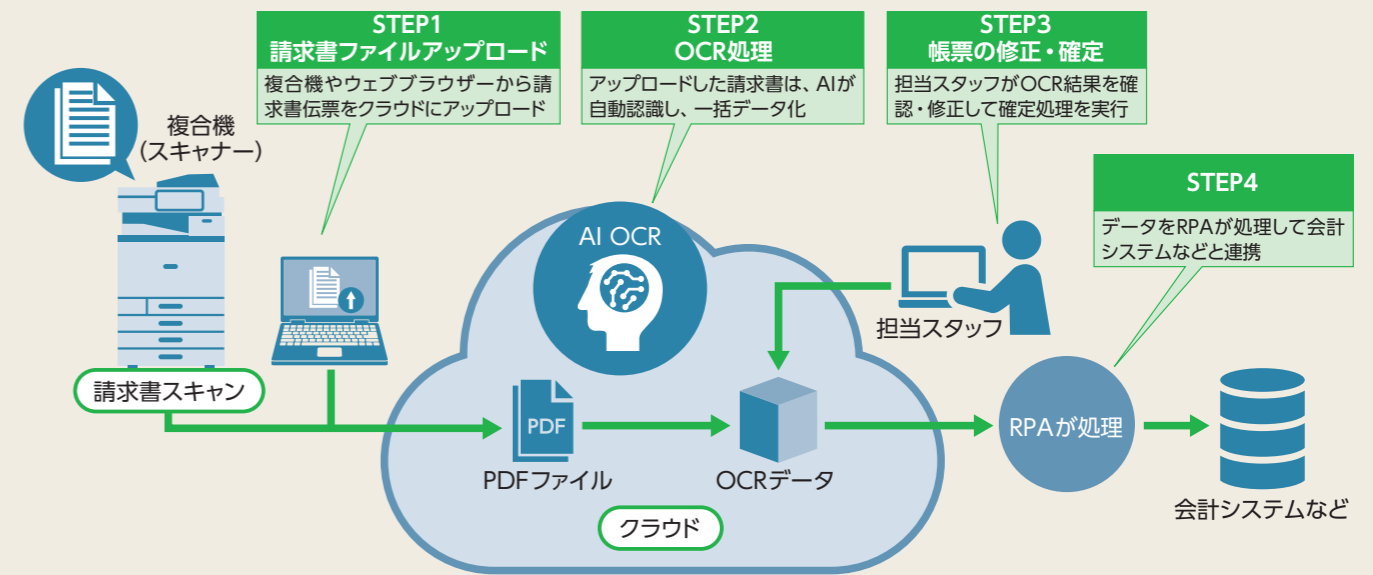 STEP1
請求書ファイルアップロード
複合機やウェブブラウザーから請
求書伝票をクラウドにアップロード
STEP2
OCR処理
アップロードした請求書は、AIが
自動認識し、一括データ化
STEP3
帳票の修正・確定
担当スタッフがOCR結果を確
認・修正して確定処理を実行
STEP4
データをRPAが処理して会計
システムなどと連携
複合機
(スキャナー)
請求書スキャン
AI OCR
担当スタッフ
PDF
PDFファイル
OCRデータ
クラウド
RPAが処理
会計システムなど